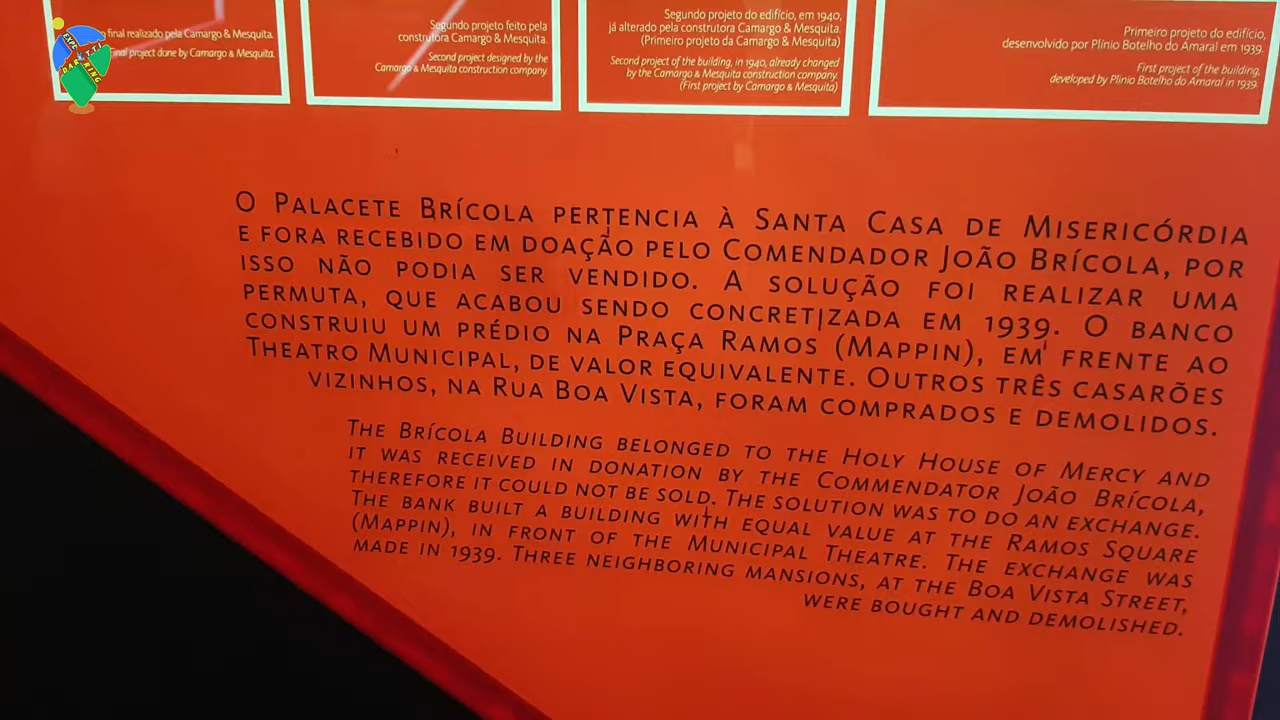 final realizado pela Camargo & Mesquita.
Final project done by Camargo & Mesquita.
Segundo projeto feito pela
construtora Camargo & Mesquita.
Second project designed by the
Camargo & Mesquita construction company.
Segundo projeto do edifício, em 1940,
já alterado pela construtora Camargo & Mesquita.
(Primeiro projeto da Camargo & Mesquita)
Second project of the building, in 1940, already changed
by the Camargo & Mesquita construction company.
(First project by Camargo & Mesquita)
Primeiro projeto do edifício,
desenvolvido por Plínio Botelho do Amaral em 1939.
First project of the building,
developed by Plínio Botelho do Amaral in 1939.
O PALACETE BRÍCOLA PERTENCIA À SANTA CASA DE MISERICÓRDIA
E FORA RECEBIDO EM DOAÇÃO PELO COMENDADOR JOÃO BRÍCOLA, POR
ISSO NÃO PODIA SER VENDIDO. A SOLUÇÃO FOI REALIZAR UMA
PERMUTA, QUE ACABOU SENDO CONCRETIZADA EM 1939. O BANCO
CONSTRUIU UM PRÉDIO NA PRAÇA RAMOS (MAPPIN), EM FRENTE AO
THEATRO MUNICIPAL, DE VALOR EQUIVALENTE. OUTROS TRÊS CASARÕES
VIZINHOS, NA RUA BOA VISTA, FORAM COMPRADOS E DEMOLIDOS.
THE BRÍCOLA BUILDING BELONGED TO THE HOLY HOUSE OF MERCY AND
IT WAS RECEIVED IN DONATION BY THE COMMENDATOR JOÃO BRÍCOLA,
THEREFORE IT COULD NOT BE SOLD. THE SOLUTION WAS TO DO AN EXCHANGE.
THE BANK BUILT A BUILDING WITH EQUAL VALUE AT THE RAMOS SQUARE
(MAPPIN), IN FRONT OF THE MUNICIPAL THEATRE. THE EXCHANGE WAS
MADE IN 1939. THREE NEIGHBORING MANSIONS, AT THE BOA VISTA STREET,
WERE BOUGHT AND DEMOLISHED.